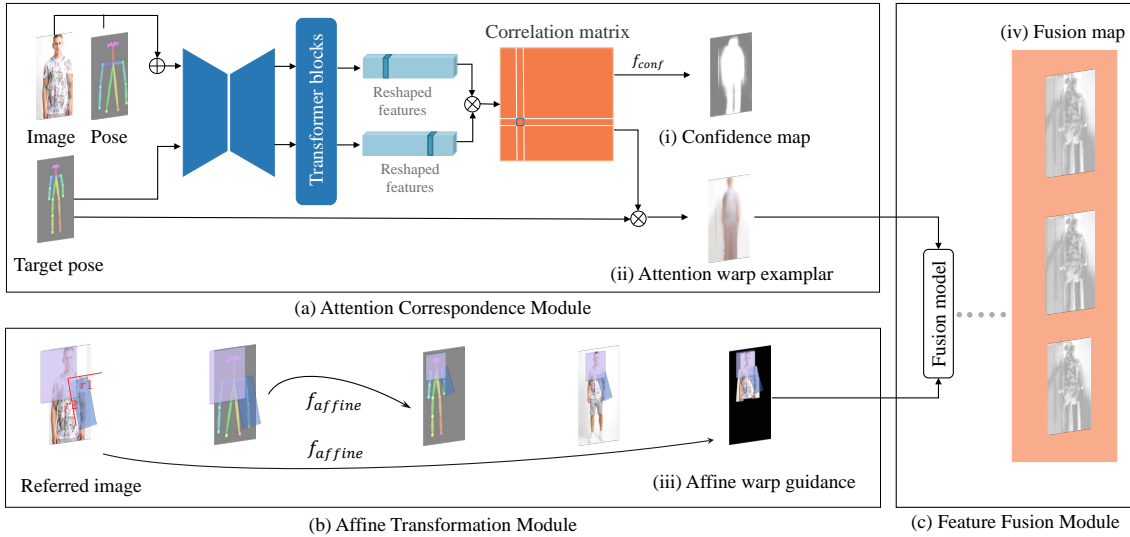 Image
Pose
Target pose
Transformer blocks
Reshaped
features
Reshaped
features
Correlation matrix
f_conf
(i) Confidence map
(ii) Attention warp examplar
(a) Attention Correspondence Module
r1
r2
Referred image
f_affine
f_affine
(iii) Affine warp guidance
(b) Affine Transformation Module
Fusion model
(iv) Fusion map
(c) Feature Fusion Module